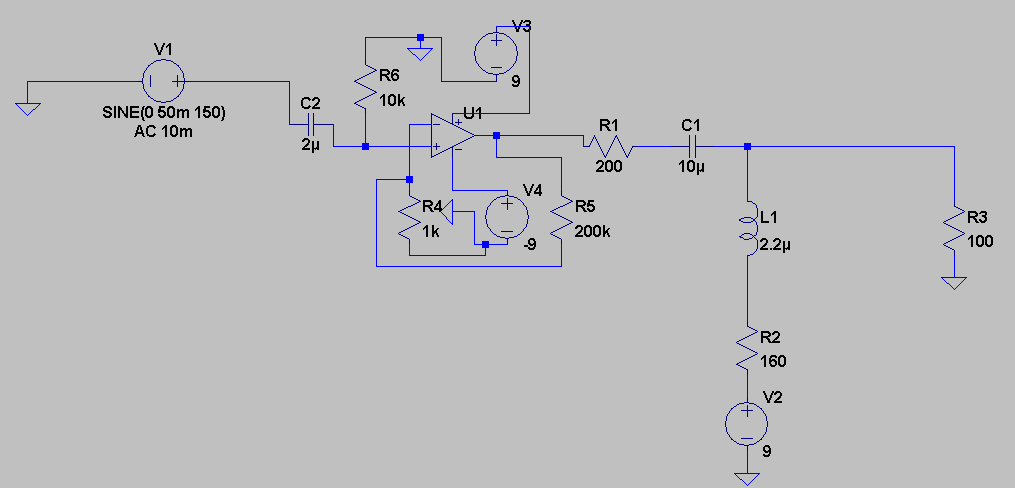 V1
SINE(0 50m 150)
AC 10m
C2
2µ
R6
10k
V3
9
U1
R4
1k
V4
-9
R5
200k
R1
200
C1
10µ
L1
2.2µ
R3
100
R2
160
V2
9